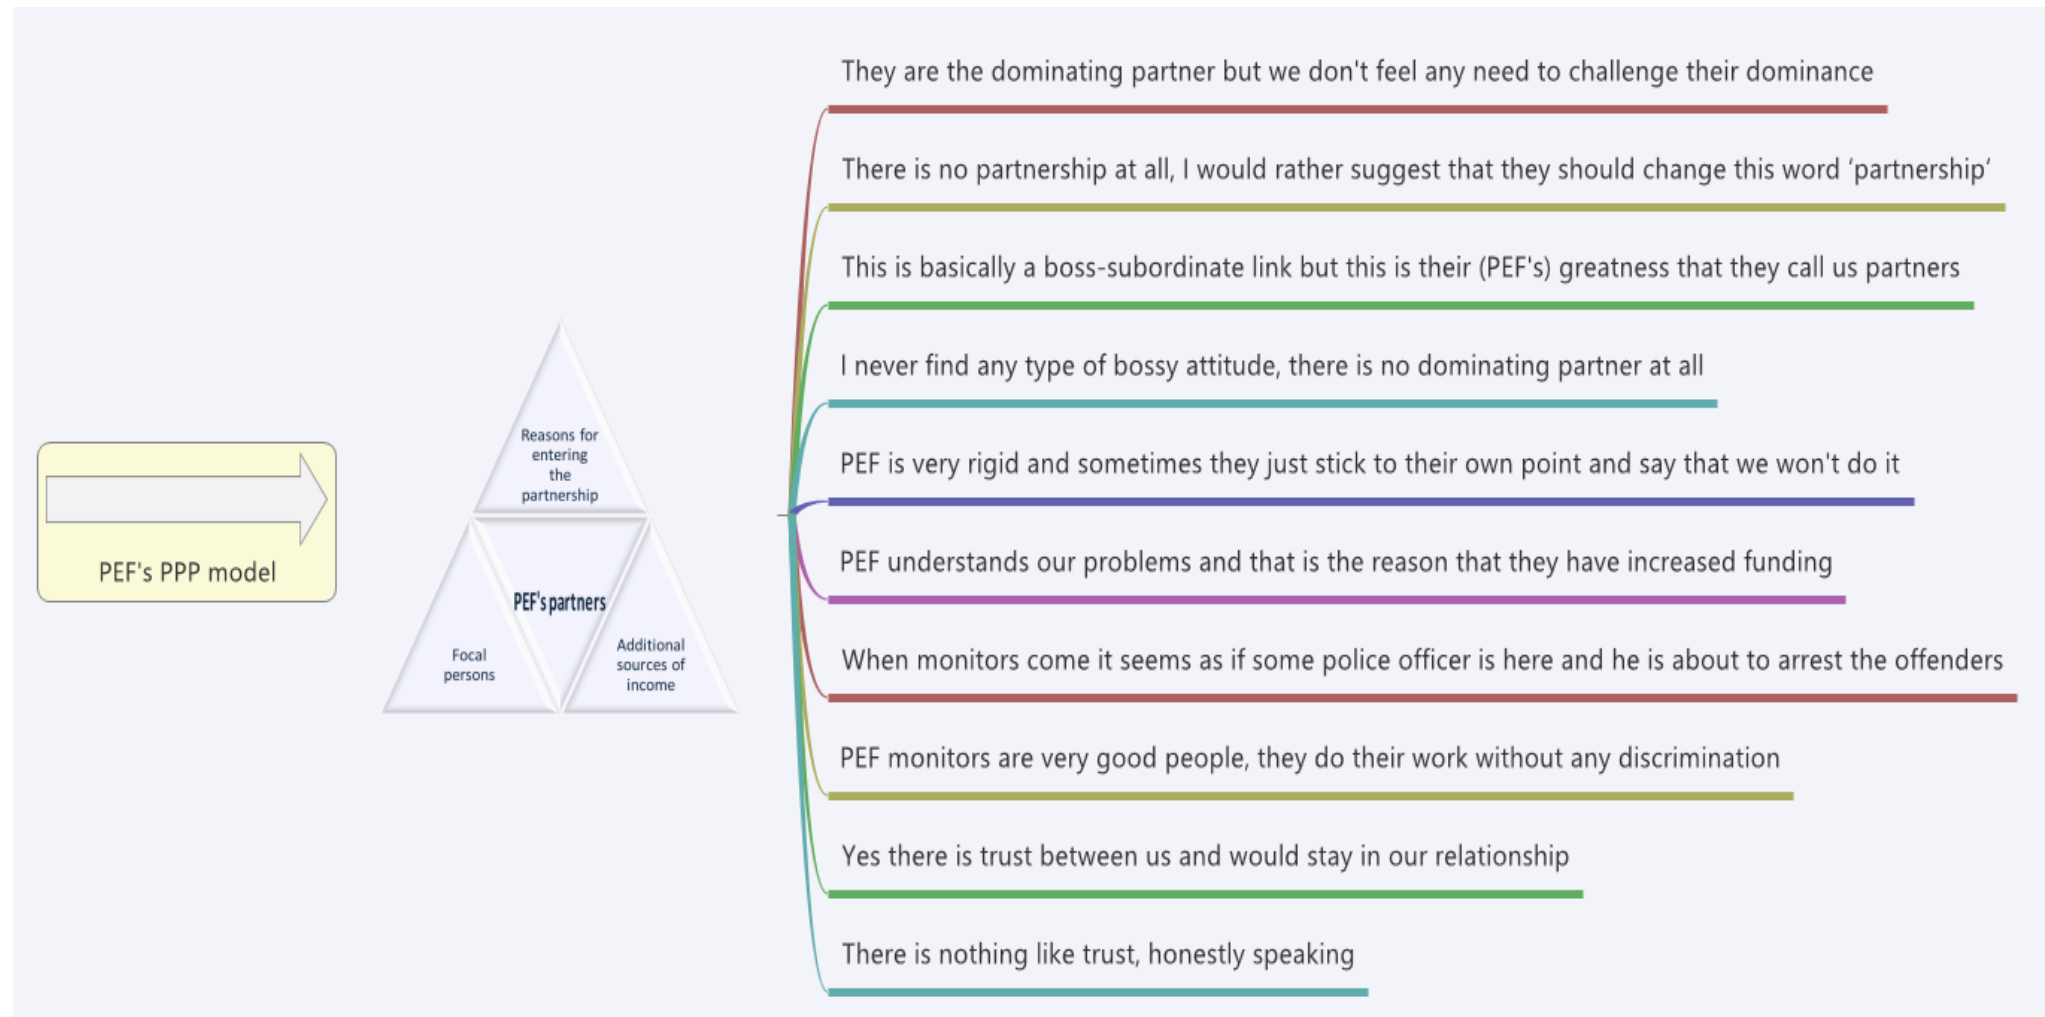 PEF's PPP model
Reasons for
entering
the
partnership
PEF's partners
Focal
persons
Additional
sources of
income
They are the dominating partner but we don't feel any need to challenge their dominance
There is no partnership at all, I would rather suggest that they should change this word ‘partnership‘
This is basically a boss-subordinate link but this is their (PEF's) greatness that they call us partners
I never find any type of bossy attitude, there is no dominating partner at all
PEF is very rigid and sometimes they just stick to their own point and say that we won't do it
PEF understands our problems and that is the reason that they have increased funding
When monitors come it seems as if some police officer is here and he is about to arrest the offenders
PEF monitors are very good people, they do their work without any discrimination
Yes there is trust between us and would stay in our relationship
There is nothing like trust, honestly speaking